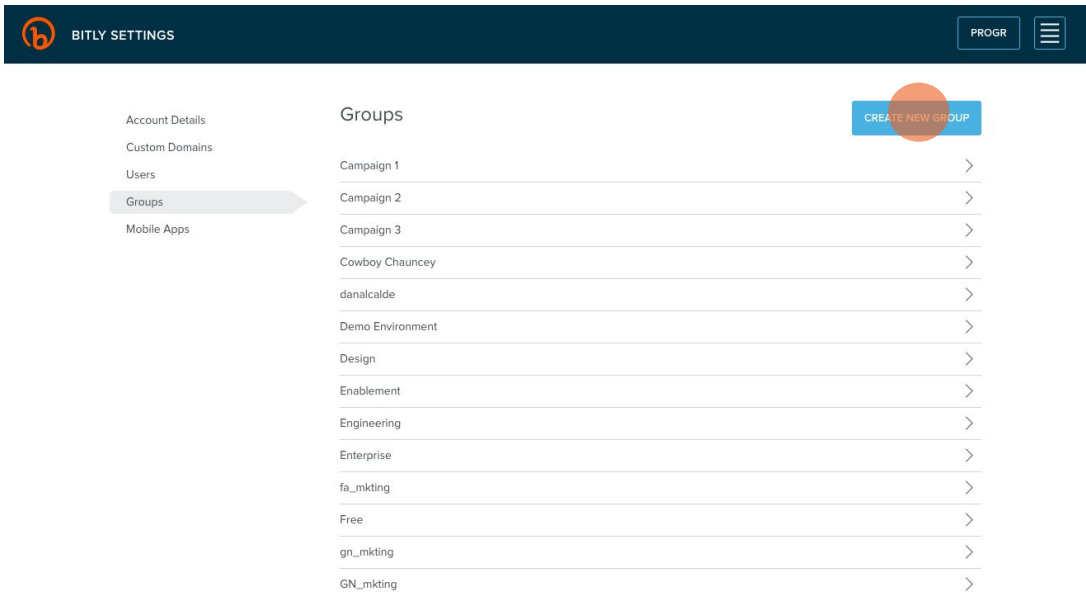 BITLY SETTINGS
PROGR
Account Details
Custom Domains
Users
Groups
Mobile Apps
Groups
CREATE NEW GROUP
Campaign 1
Campaign 2
Campaign 3
Cowboy Chauncey
danalcalde
Demo Environment
Design
Enablement
Engineering
Enterprise
fa_mkting
Free
gn_mkting
GN_mkting